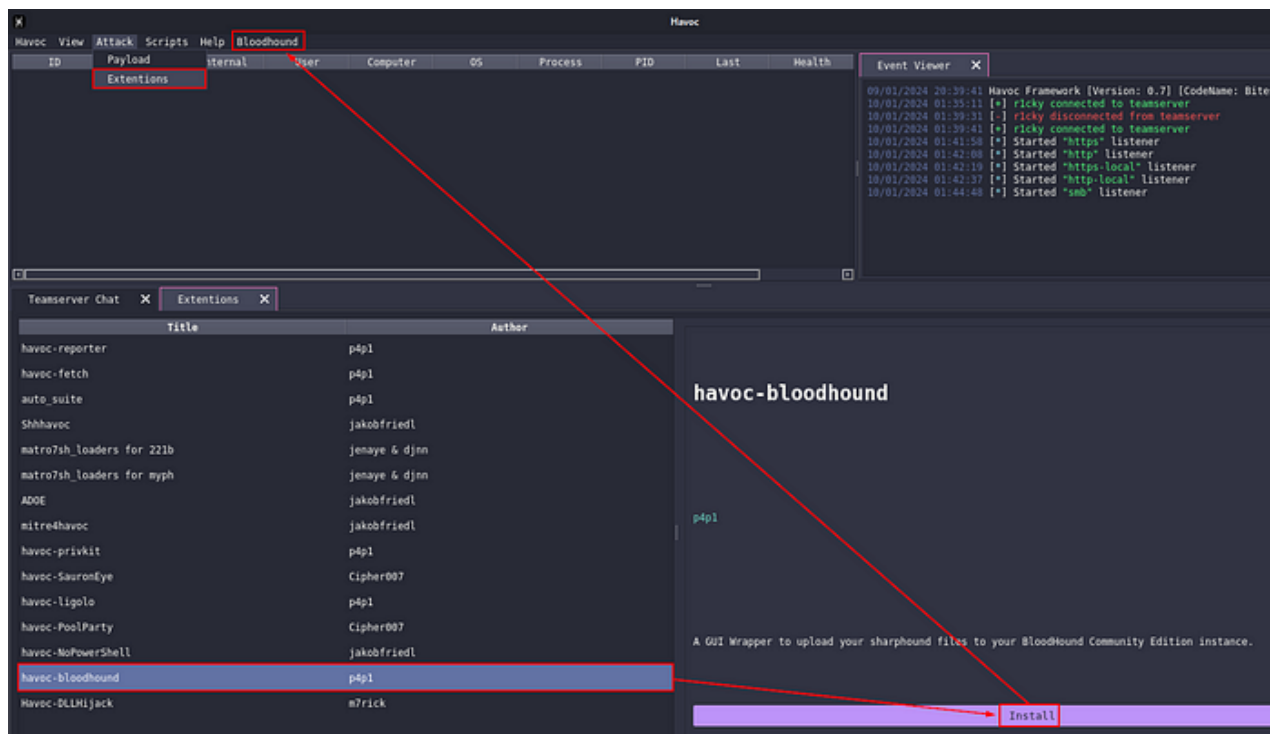 Havoc
Havoc View Attack Scripts Help Bloodhound
Payload
Extentions
ID User Computer OS Process PID Last Health
Event Viewer X
09/01/2024 20:39:41 Havoc Framework [Version: 0.7] [CodeName: Bite
10/01/2024 01:35:11 [+] r1cky connected to teamserver
10/01/2024 01:39:31 [-] r1cky disconnected from teamserver
10/01/2024 01:39:41 [+] r1cky connected to teamserver
10/01/2024 01:41:58 [*] Started "https" listener
10/01/2024 01:42:08 [*] Started "http" listener
10/01/2024 01:42:19 [*] Started "https-local" listener
10/01/2024 01:42:37 [*] Started "http-local" listener
10/01/2024 01:44:48 [*] Started "smb" listener
Teamserver Chat X Extentions X
Title Author
havoc-reporter p4p1
havoc-fetch p4p1
auto_suite p4p1
Shhhavoc jakobfriedl
matro7sh_loaders for 221b jenaye & djnn
matro7sh_loaders for myph jenaye & djnn
ADOE jakobfriedl
mitre4havoc jakobfriedl
havoc-privkit p4p1
havoc-SauronEye Cipher007
havoc-ligolo p4p1
havoc-PoolParty Cipher007
havoc-NoPowerShell jakobfriedl
havoc-bloodhound p4p1
Havoc-DLLHijack m7rick
havoc-bloodhound
p4p1
A GUI Wrapper to upload your sharphound files to your BloodHound Community Edition instance.
Install